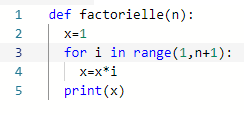 1 def factorielle(n):
2     x=1
3     for i in range(1,n+1):
4         x=x*i
5     print(x)